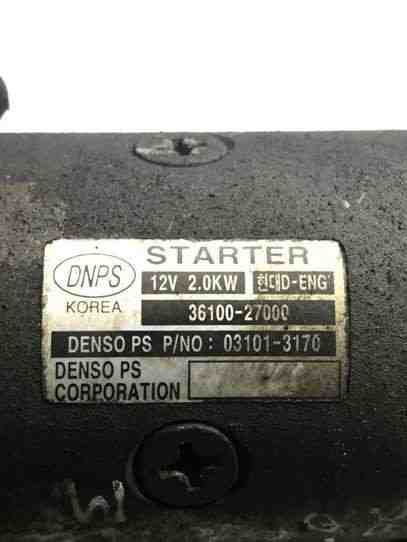 STARTER
DNPS
12V 2.0KW 현대D-ENG'
KOREA
36100-27000
DENSO PS P/NO : 03101-3170
DENSO PS
CORPORATION